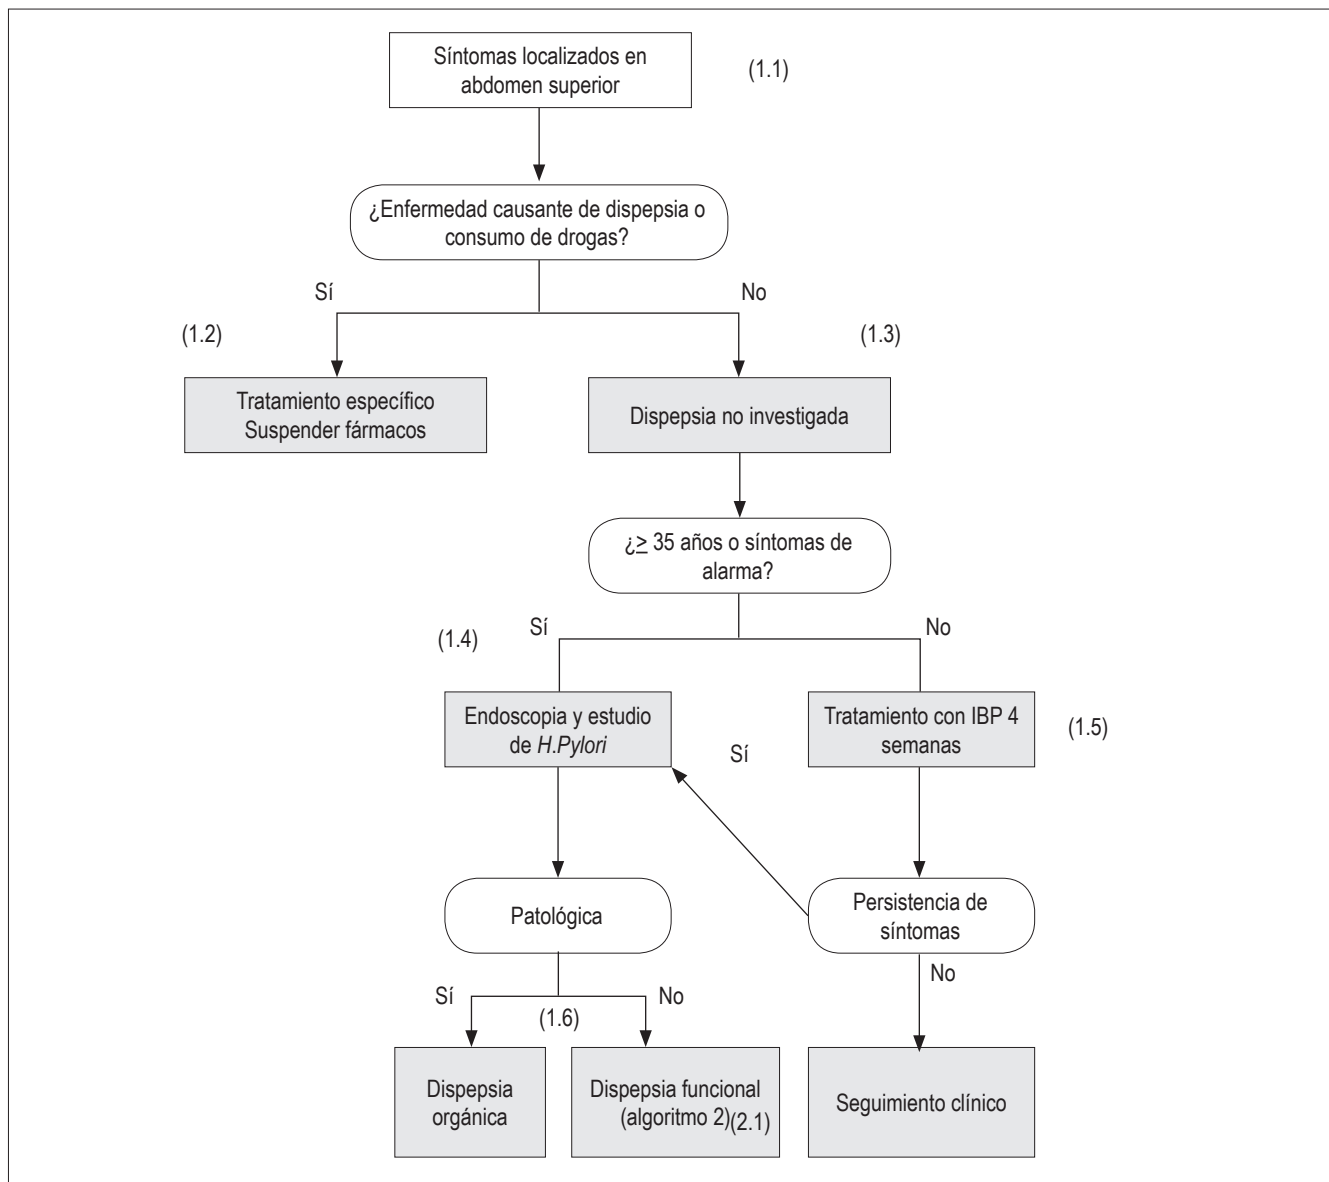 Síntomas localizados en
abdomen superior
(1.1)
¿Enfermedad causante de dispepsia o
consumo de drogas?
Sí
No
(1.2)
(1.3)
Tratamiento específico
Suspender fármacos
Dispepsia no investigada
¿≥ 35 años o síntomas de
alarma?
(1.4)
Sí
No
Endoscopia y estudio
de H.Pylori
Sí
Tratamiento con IBP 4
semanas
(1.5)
Patológica
Persistencia de
síntomas
Sí
(1.6)
No
No
Dispepsia
orgánica
Dispepsia funcional
(algoritmo 2)(2.1)
Seguimiento clínico